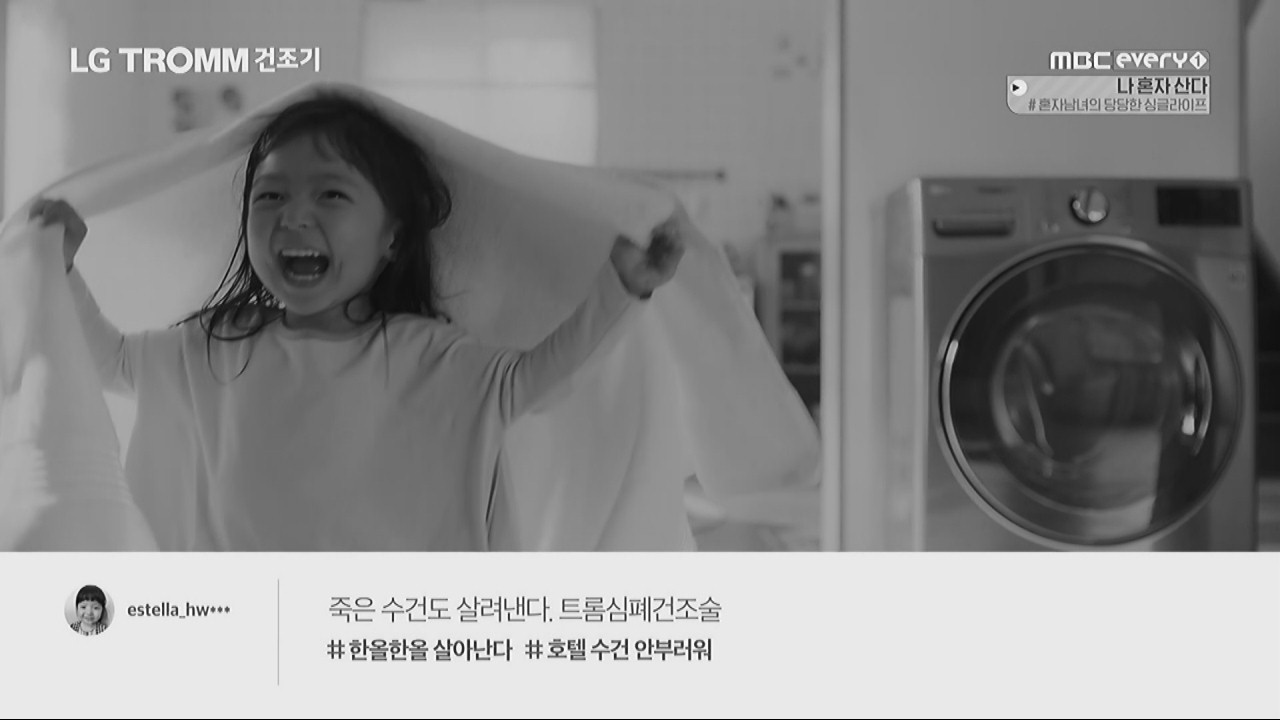 LG TROMM 건조기
MBC every1
나 혼자 산다
# 혼자남녀의 당당한 싱글라이프
estella_hw***
죽은 수건도 살려낸다. 트롬심폐건조술
# 한올한올 살아난다 # 호텔 수건 안부러워